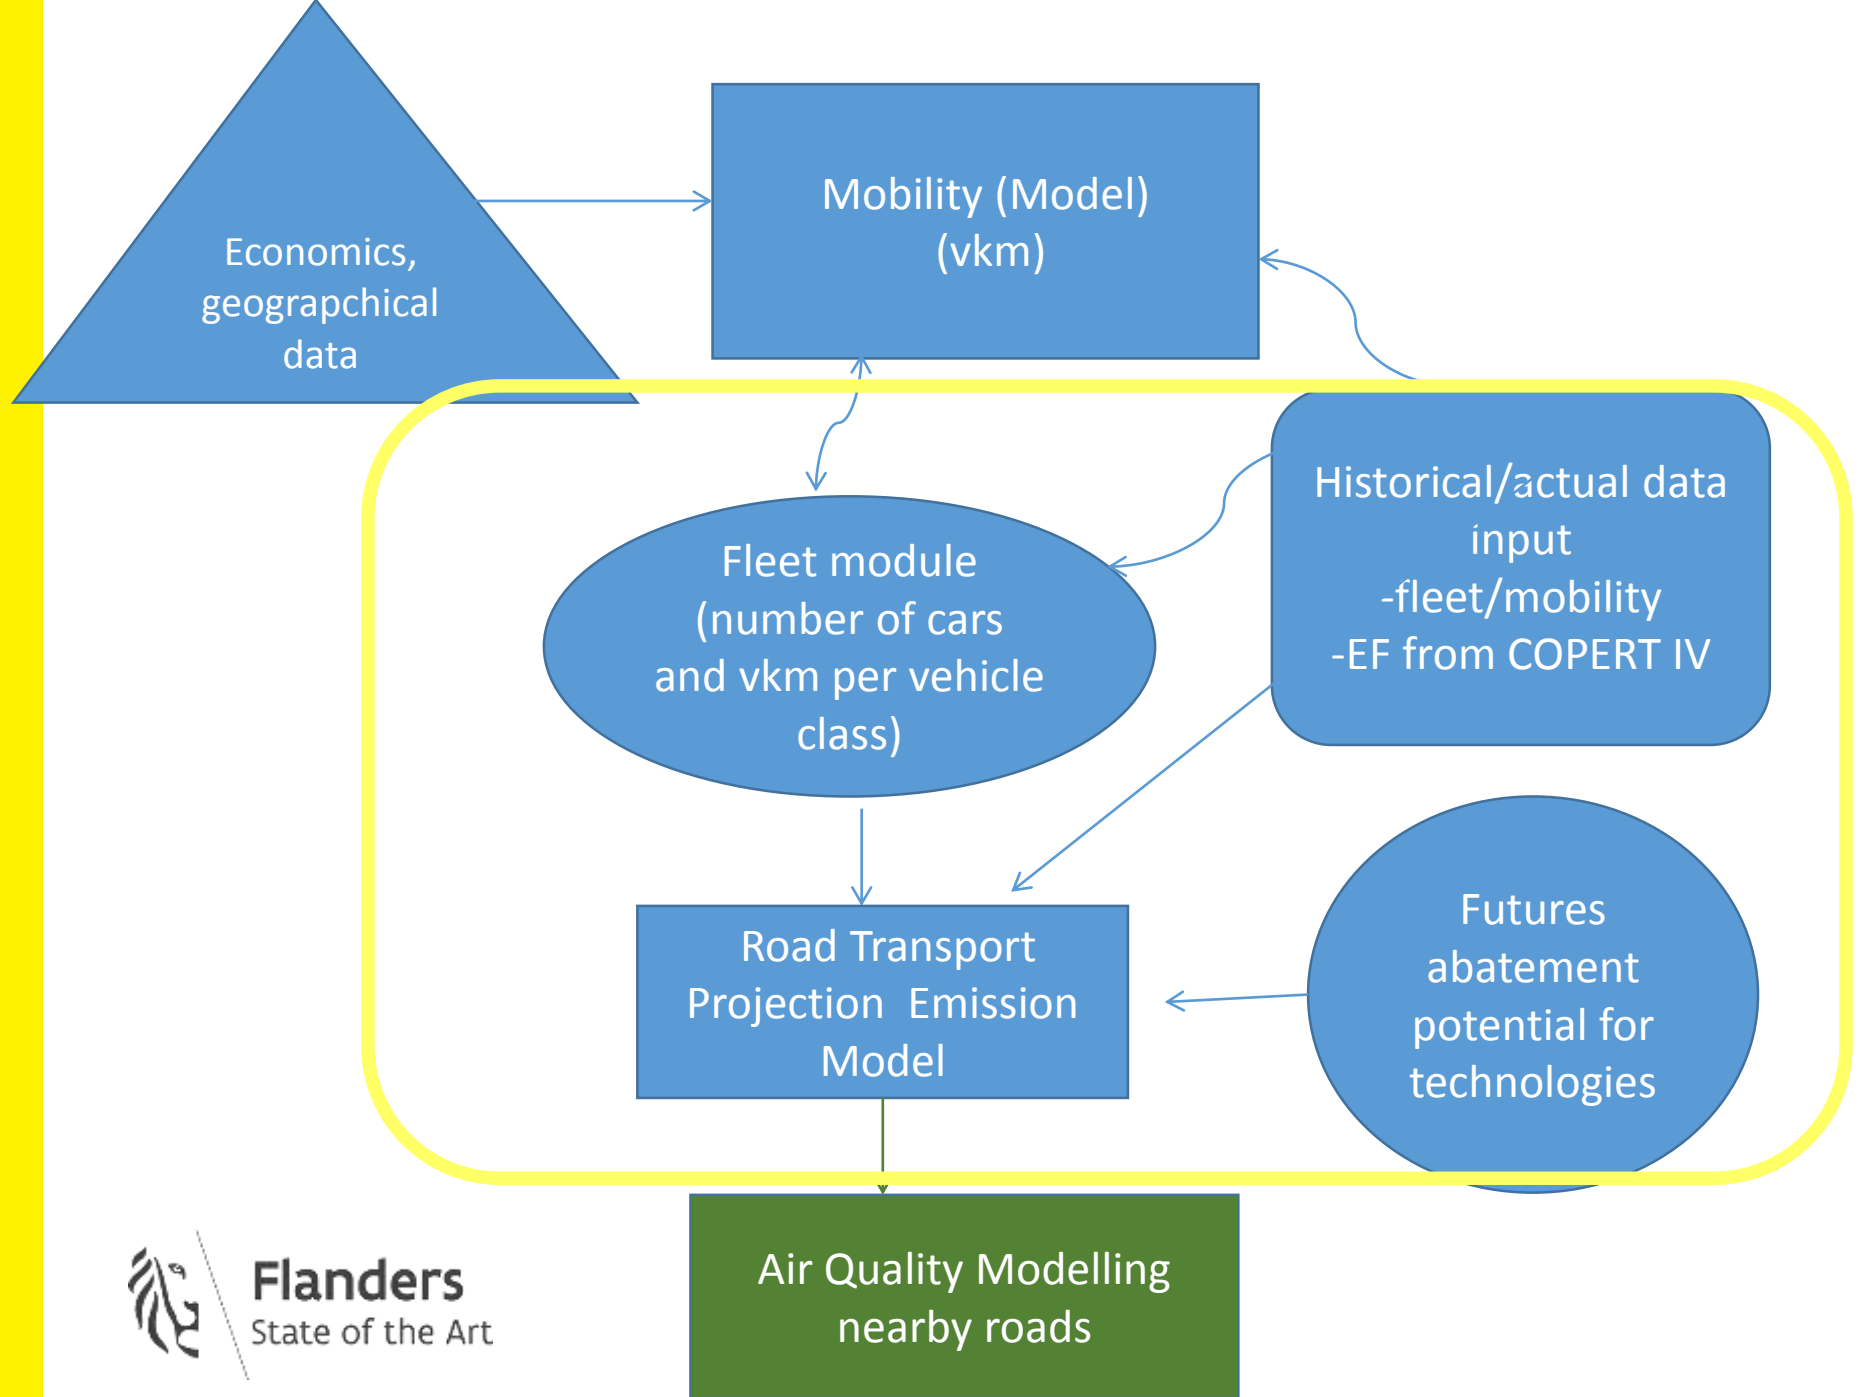 Mobility (Model)
(vkm)
Economics,
geograpchical
data
Historical/actual data
input
-fleet/mobility
-EF from COPERT IV
Fleet module
(number of cars
and vkm per vehicle
class)
Futures
abatement
potential for
technologies
Road Transport
Projection  Emission
Model
Air Quality Modelling
nearby roads
Flanders
State of the Art